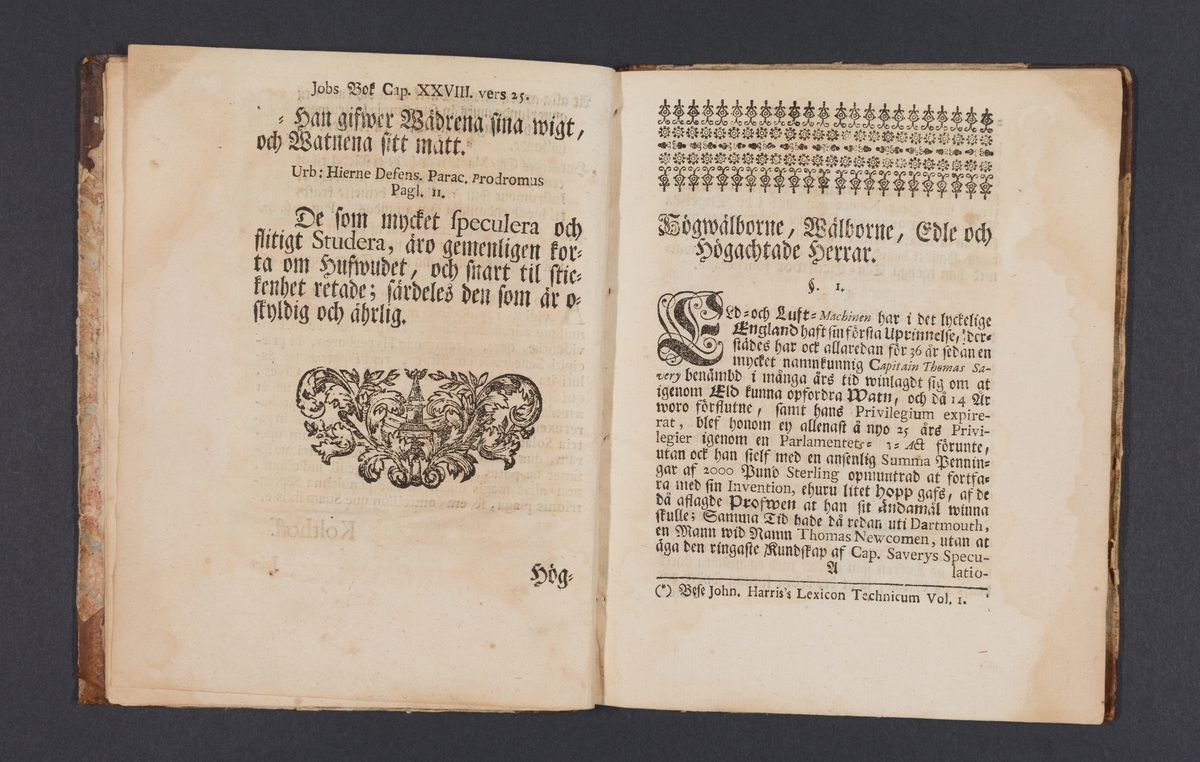 Jobs Bok Cap. XXVIII. vers 25.
- Han gifwer Wädrena sina wigt,
och Watnena sitt mått.
Urb: Hierne Defens. Parac. Prodromus
Pagl. 11.
De som mycket speculera och
flitigt Studera, äro gemenligen kor-
ta om Hufwudet, och snart til stic-
kenhet retade; särdeles den som är o-
skyldig och ährlig.
Hög-
Högwälborne, Wälborne, Edle och
Högachtade Herrar.
§. 1.
ELd-och Luft-Machinen har i det lyckelige
England haft sin första Uprinnelse, der-
städes har ock allaredan för 36 år sedan en
mycket namnkunnig Capitain Thomas Sa-
very benämbd i många års tid winlagdt sig om at
igenom Eld kunna opfordra Watn, och då 14 År
woro förflutne, samt hans Privilegium expire-
rat, blef honom ey allenast å nyo 25 års Privi-
legier igenom en Parlamentets-Act förunte,
utan ock han sielf med en ansenlig Summa Pennin-
gar af 2000 Pund Sterling opmuntrad at fortfa-
ra med sin Invention, ehuru litet hopp gafs, af de
då aflagde Profwen at han sit ändamål winna
skulle; Samma Tid hade då redan uti Dartmouth,
en Mann wid Namn Thomas Newcomen, utan at
äga den ringaste Kundskap af Cap. Saverys Specu-
A latio-
(*) Bese John. Harris's Lexicon Technicum Vol. 1.